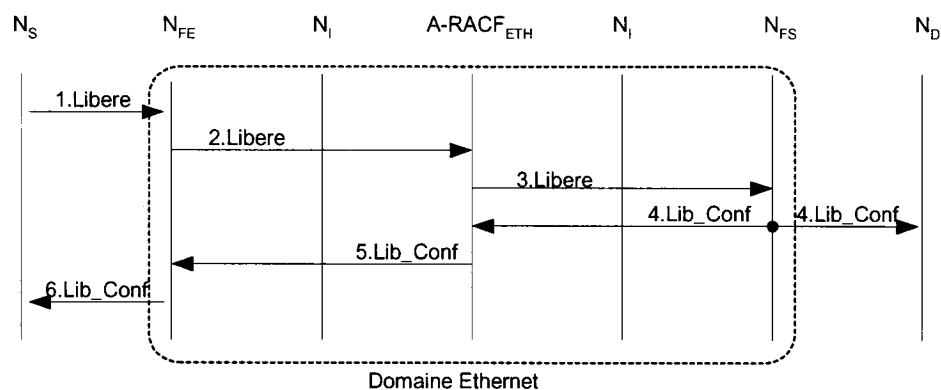 N_S N_FE N_I A-RACF_ETH N_I N_FS N_D
1.Libere
2.Libere
3.Libere
4.Lib_Conf 4.Lib_Conf
5.Lib_Conf
6.Lib_Conf
Domaine Ethernet